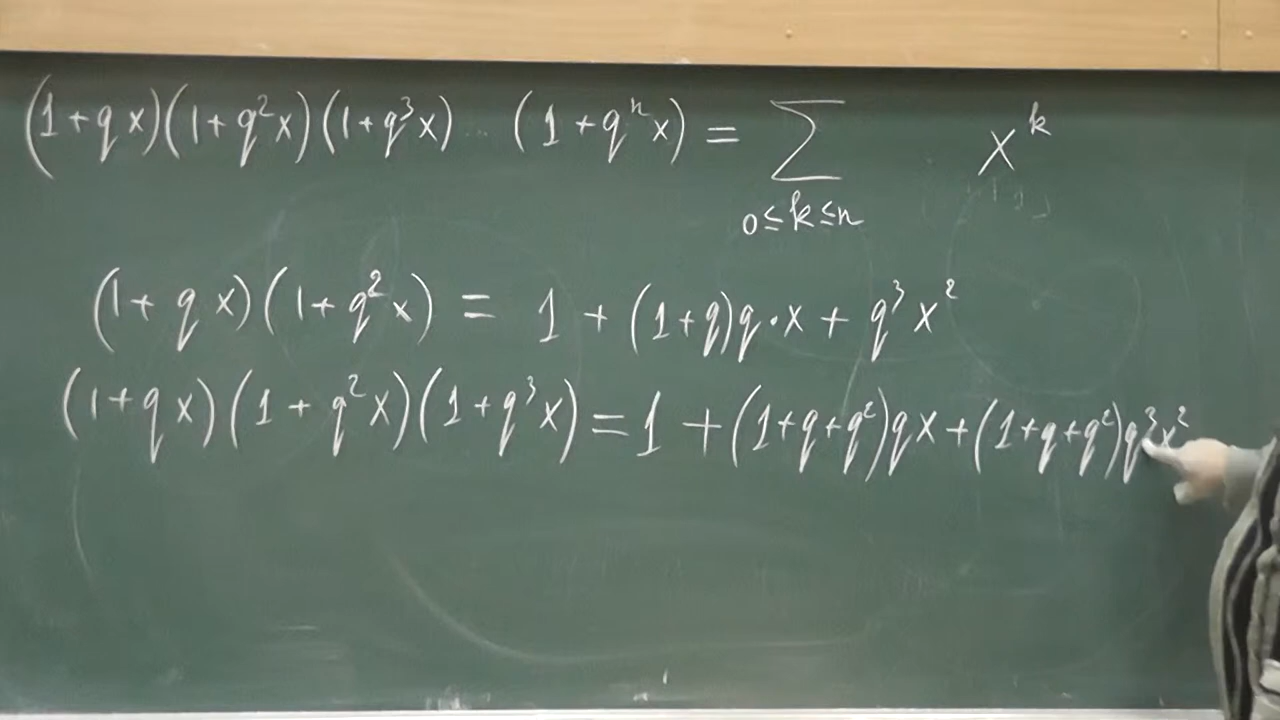 (1+qx)(1+q²x)(1+q³x) ... (1+qⁿx) = ∑ xᵏ
0≤k≤n
(1+qx)(1+q²x) = 1 + (1+q)q·x + q³x²
(1+qx)(1+q²x)(1+q³x) = 1 + (1+q+q²)qx + (1+q+q²)q³x²